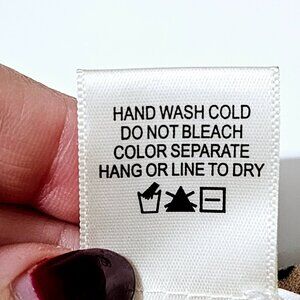 HAND WASH COLD
DO NOT BLEACH
COLOR SEPARATE
HANG OR LINE TO DRY